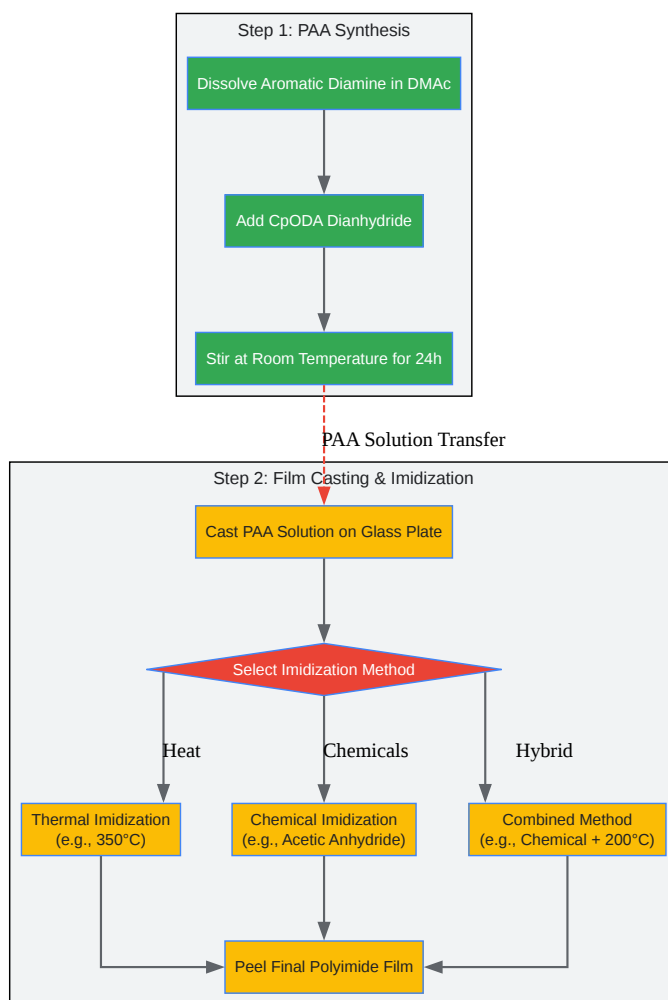 Step 1: PAA Synthesis
Dissolve Aromatic Diamine in DMAc
Add CpODA Dianhydride
Stir at Room Temperature for 24h
PAA Solution Transfer
Step 2: Film Casting & Imidization
Cast PAA Solution on Glass Plate
Select Imidization Method
Heat
Chemicals
Hybrid
Thermal Imidization
(e.g., 350°C)
Chemical Imidization
(e.g., Acetic Anhydride)
Combined Method
(e.g., Chemical + 200°C)
Peel Final Polyimide Film